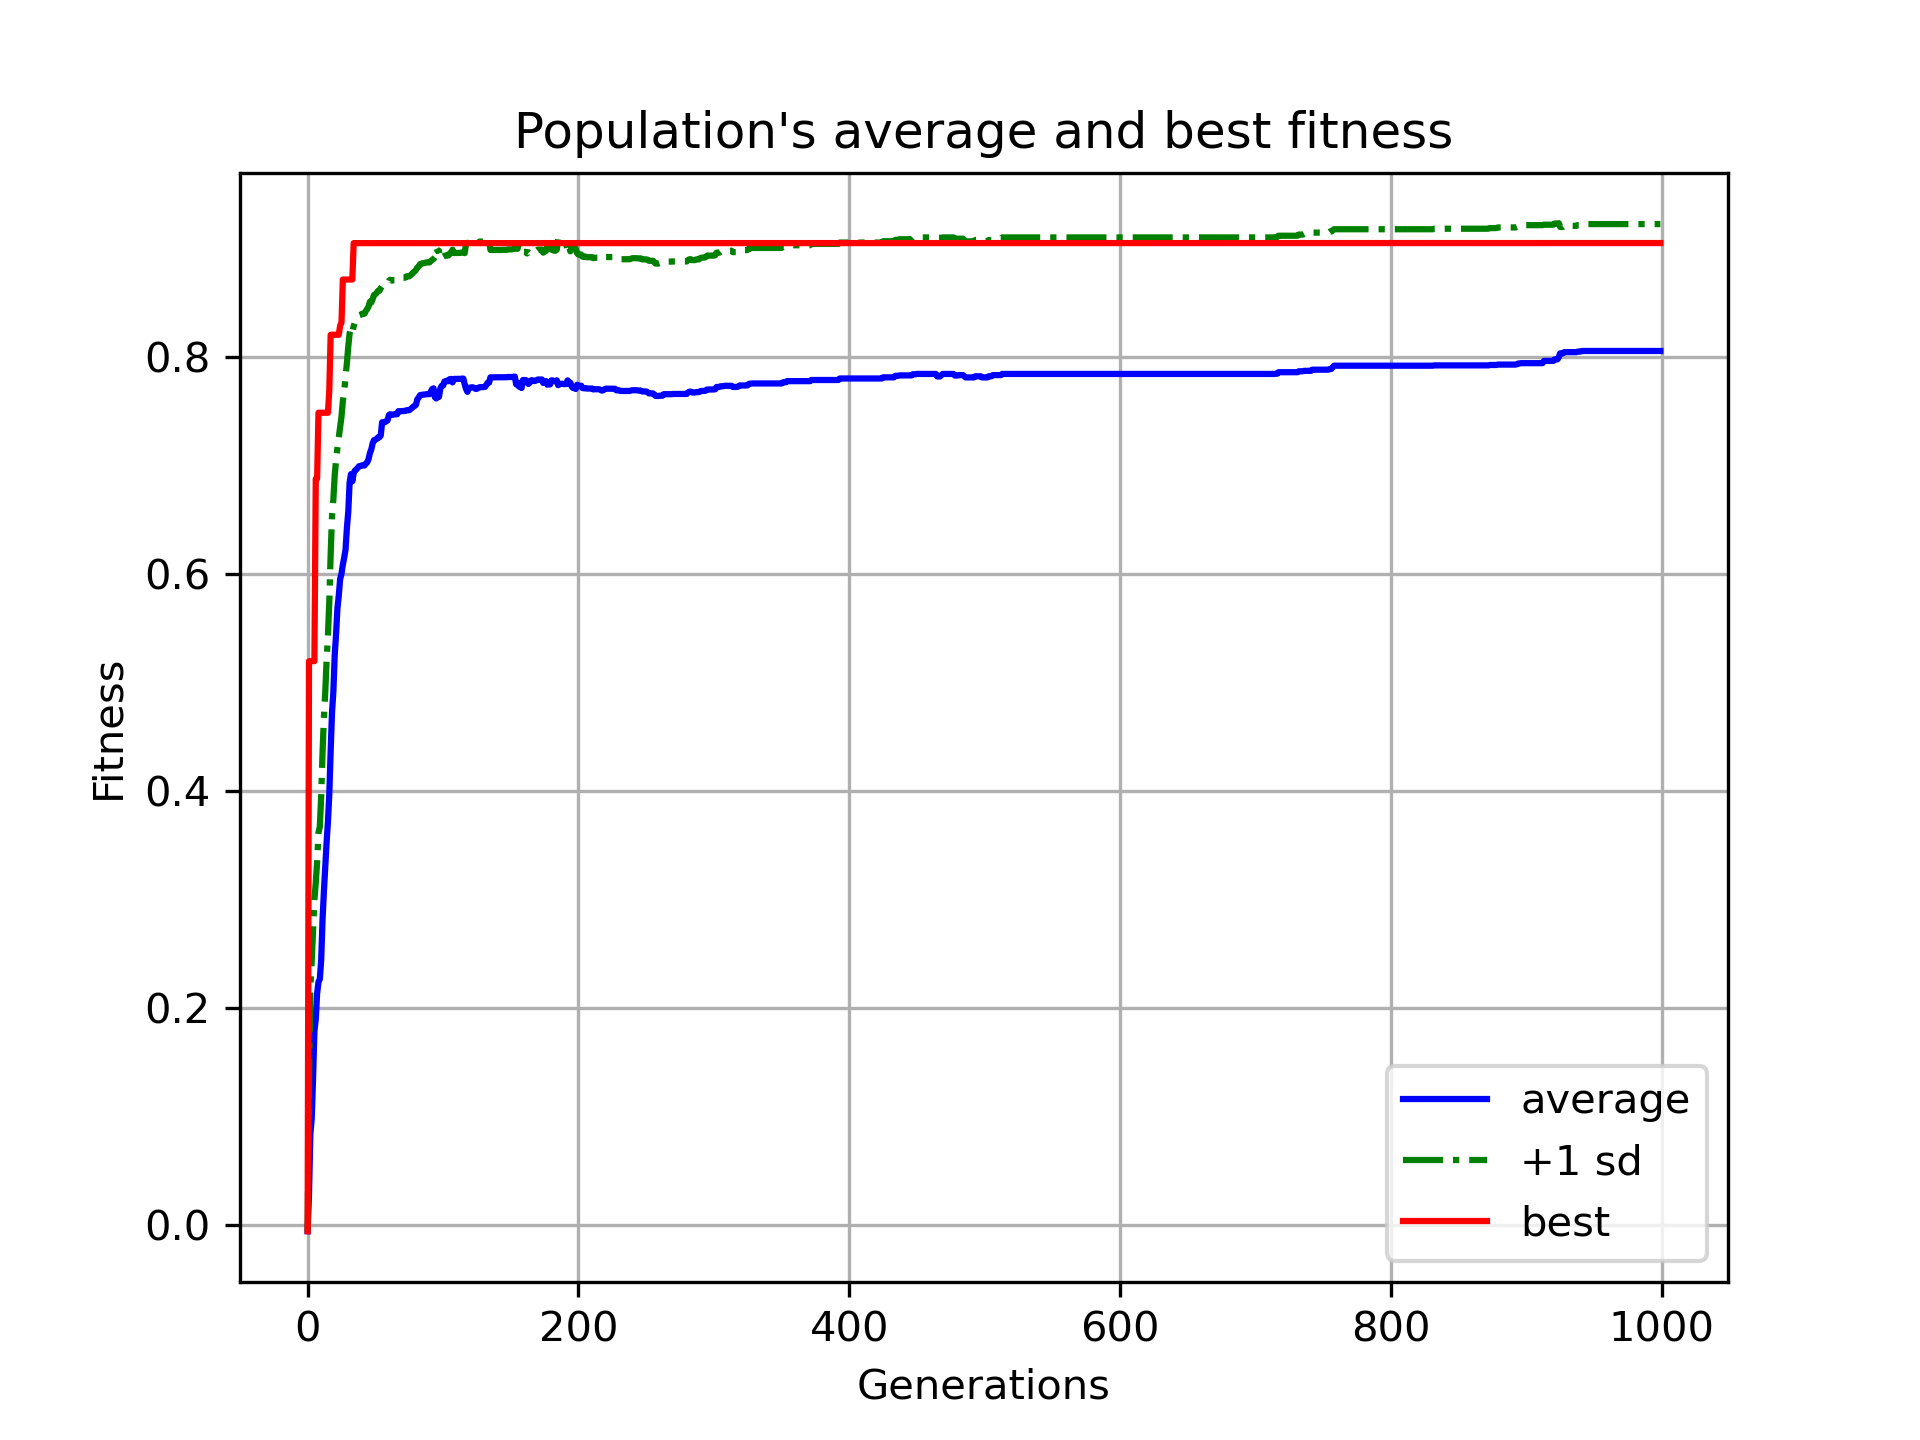 Population's average and best fitness
Fitness
0.8
0.6
0.4
0.2
0.0
average
+1 sd
best
0 200 400 600 800 1000
Generations